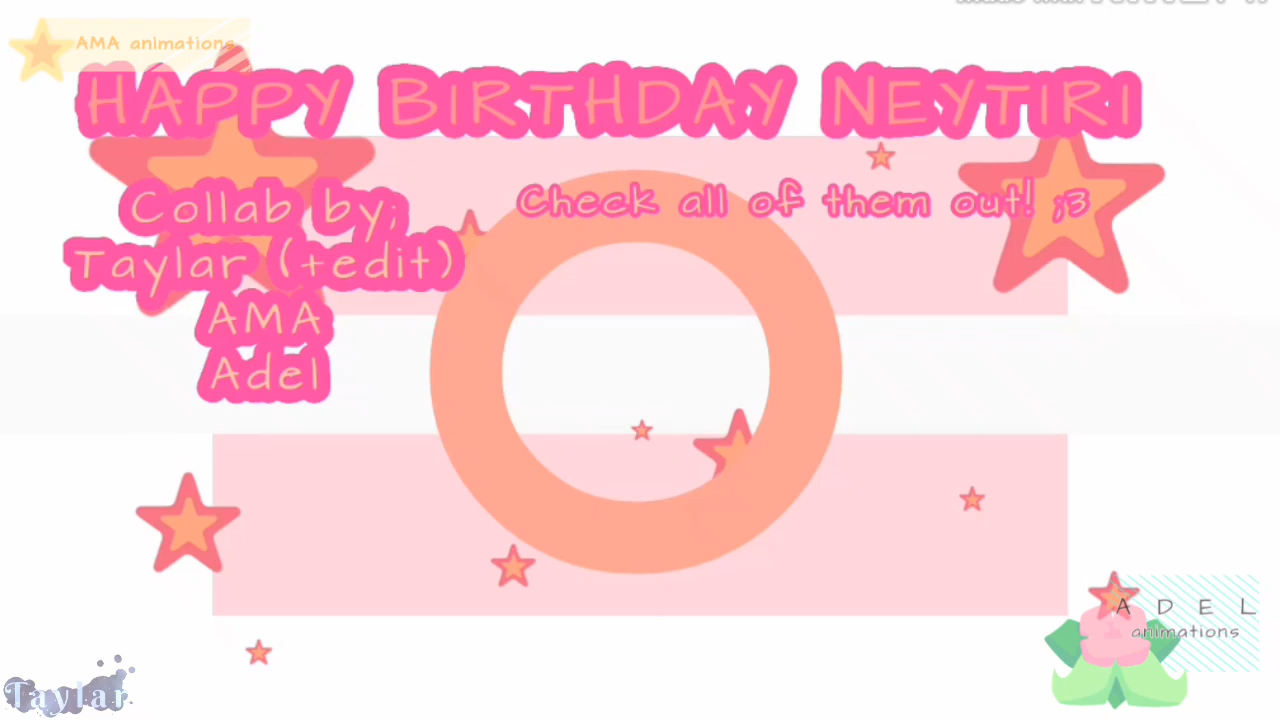 AMA animations
HAPPY BIRTHDAY NEYTIRI
Collab by;
Taylar (+edit)
AMA
Adel
Check all of them out! ;3
ADEL
animations
Taylar